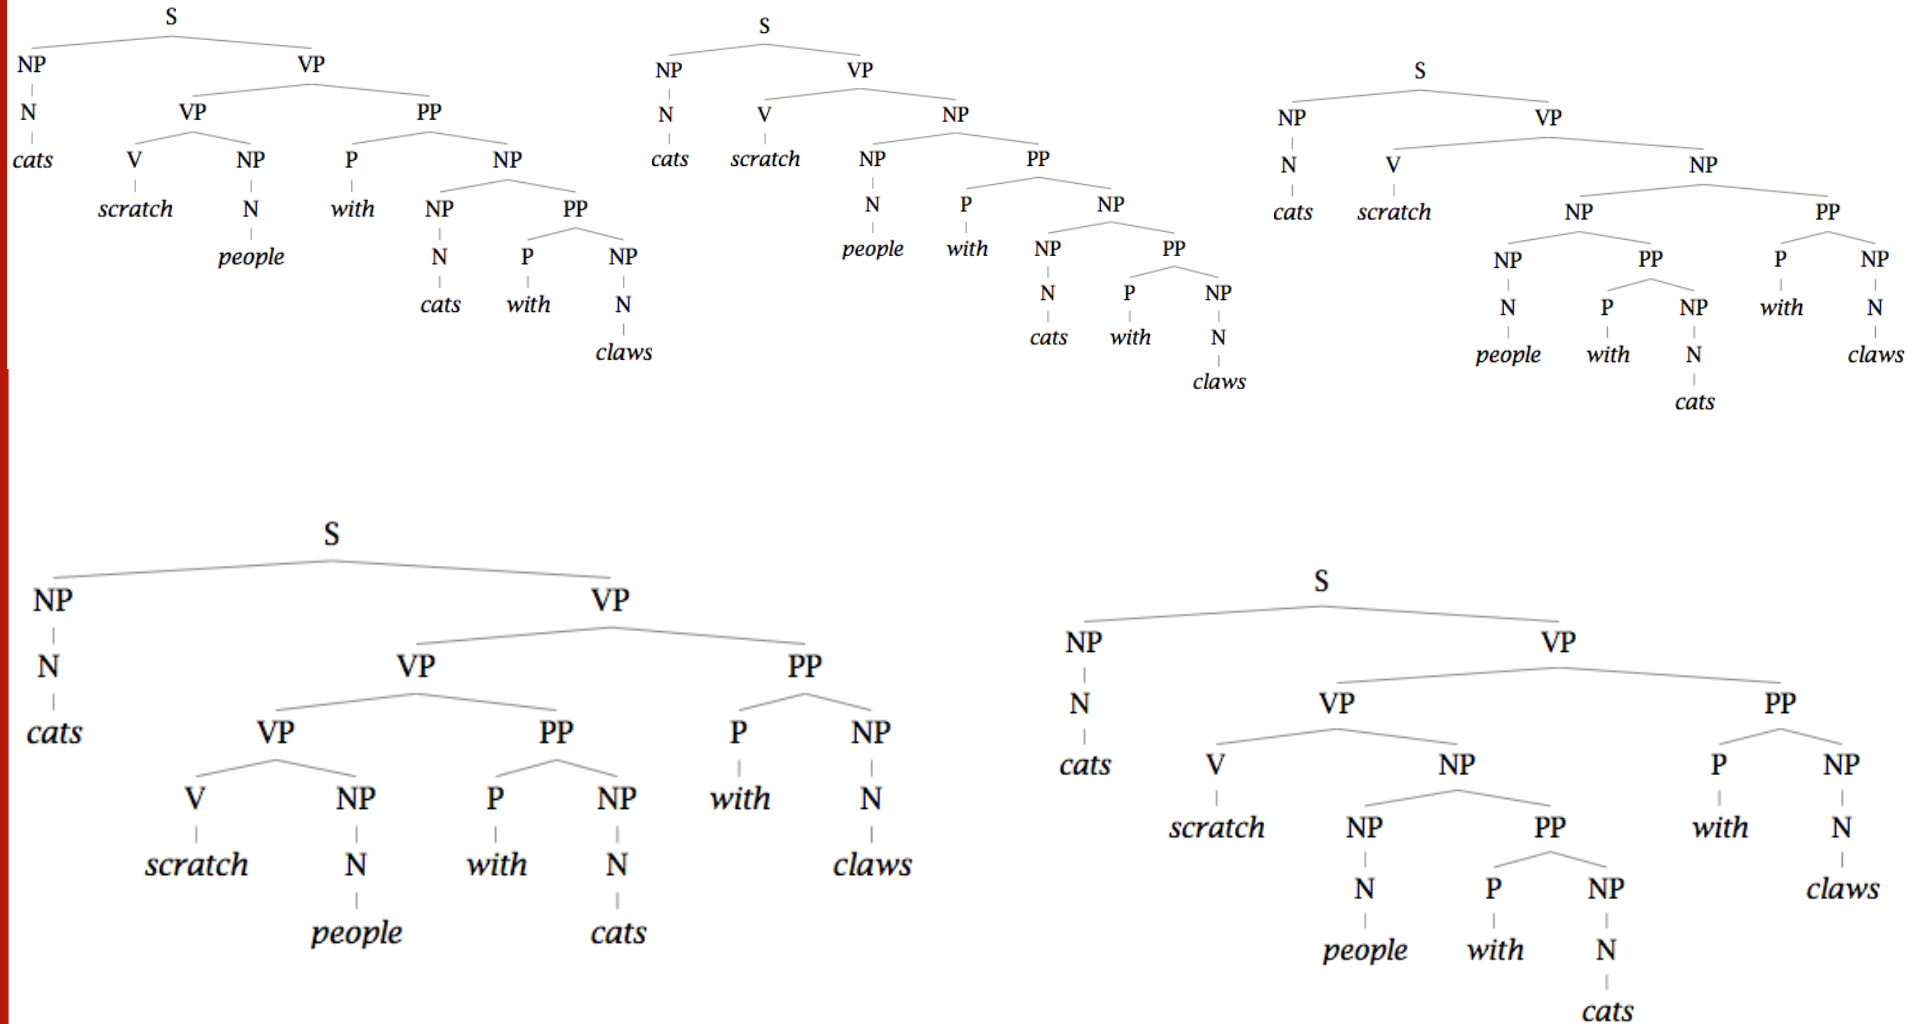 S
NP VP
N VP PP
cats V NP P NP
scratch N with NP PP
people N P NP
cats with N
claws
S
NP VP
N V NP
cats scratch NP PP
N P NP
people with NP PP
N P NP
cats with N
claws
S
NP VP
N V NP
cats scratch NP PP
NP PP P NP
N P NP with N
people with N claws
cats
S
NP VP
N VP PP
cats VP PP P NP
V NP P NP with N
scratch N with N claws
people cats
S
NP VP
N VP PP
cats V NP P NP
scratch NP PP with N
N P NP claws
people with N
cats